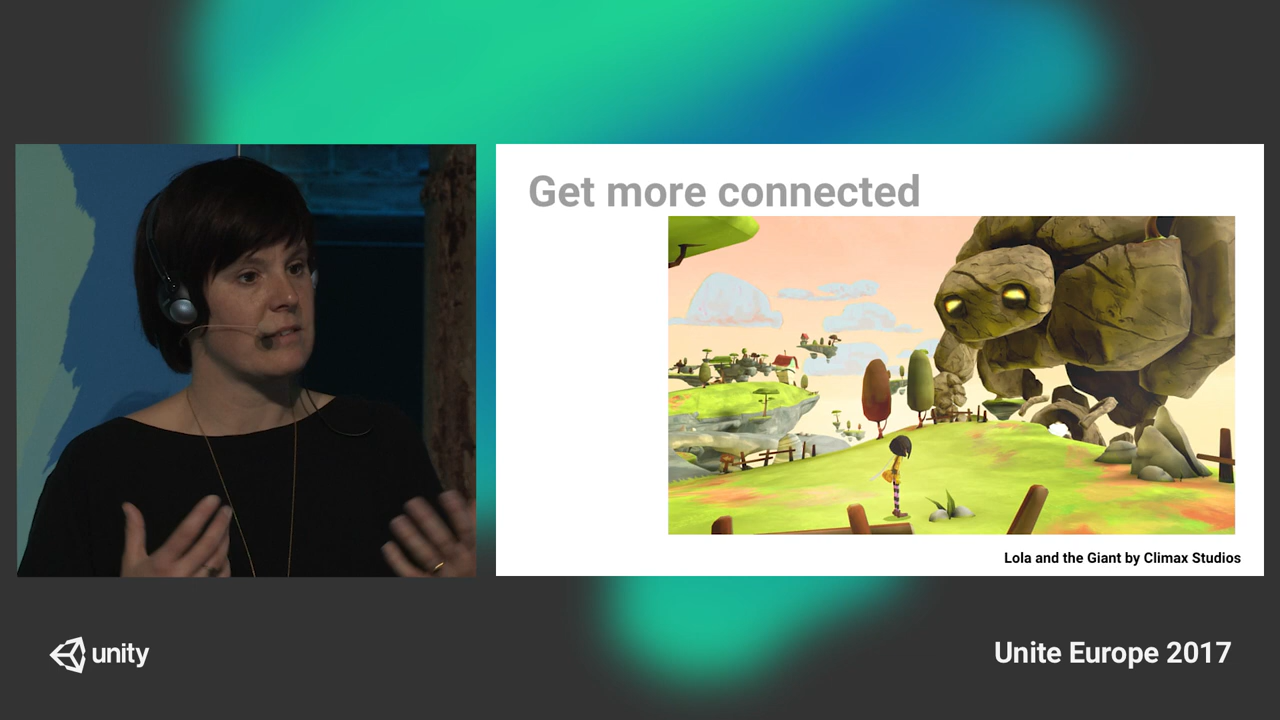 Get more connected
Lola and the Giant by Climax Studios
unity
Unite Europe 2017